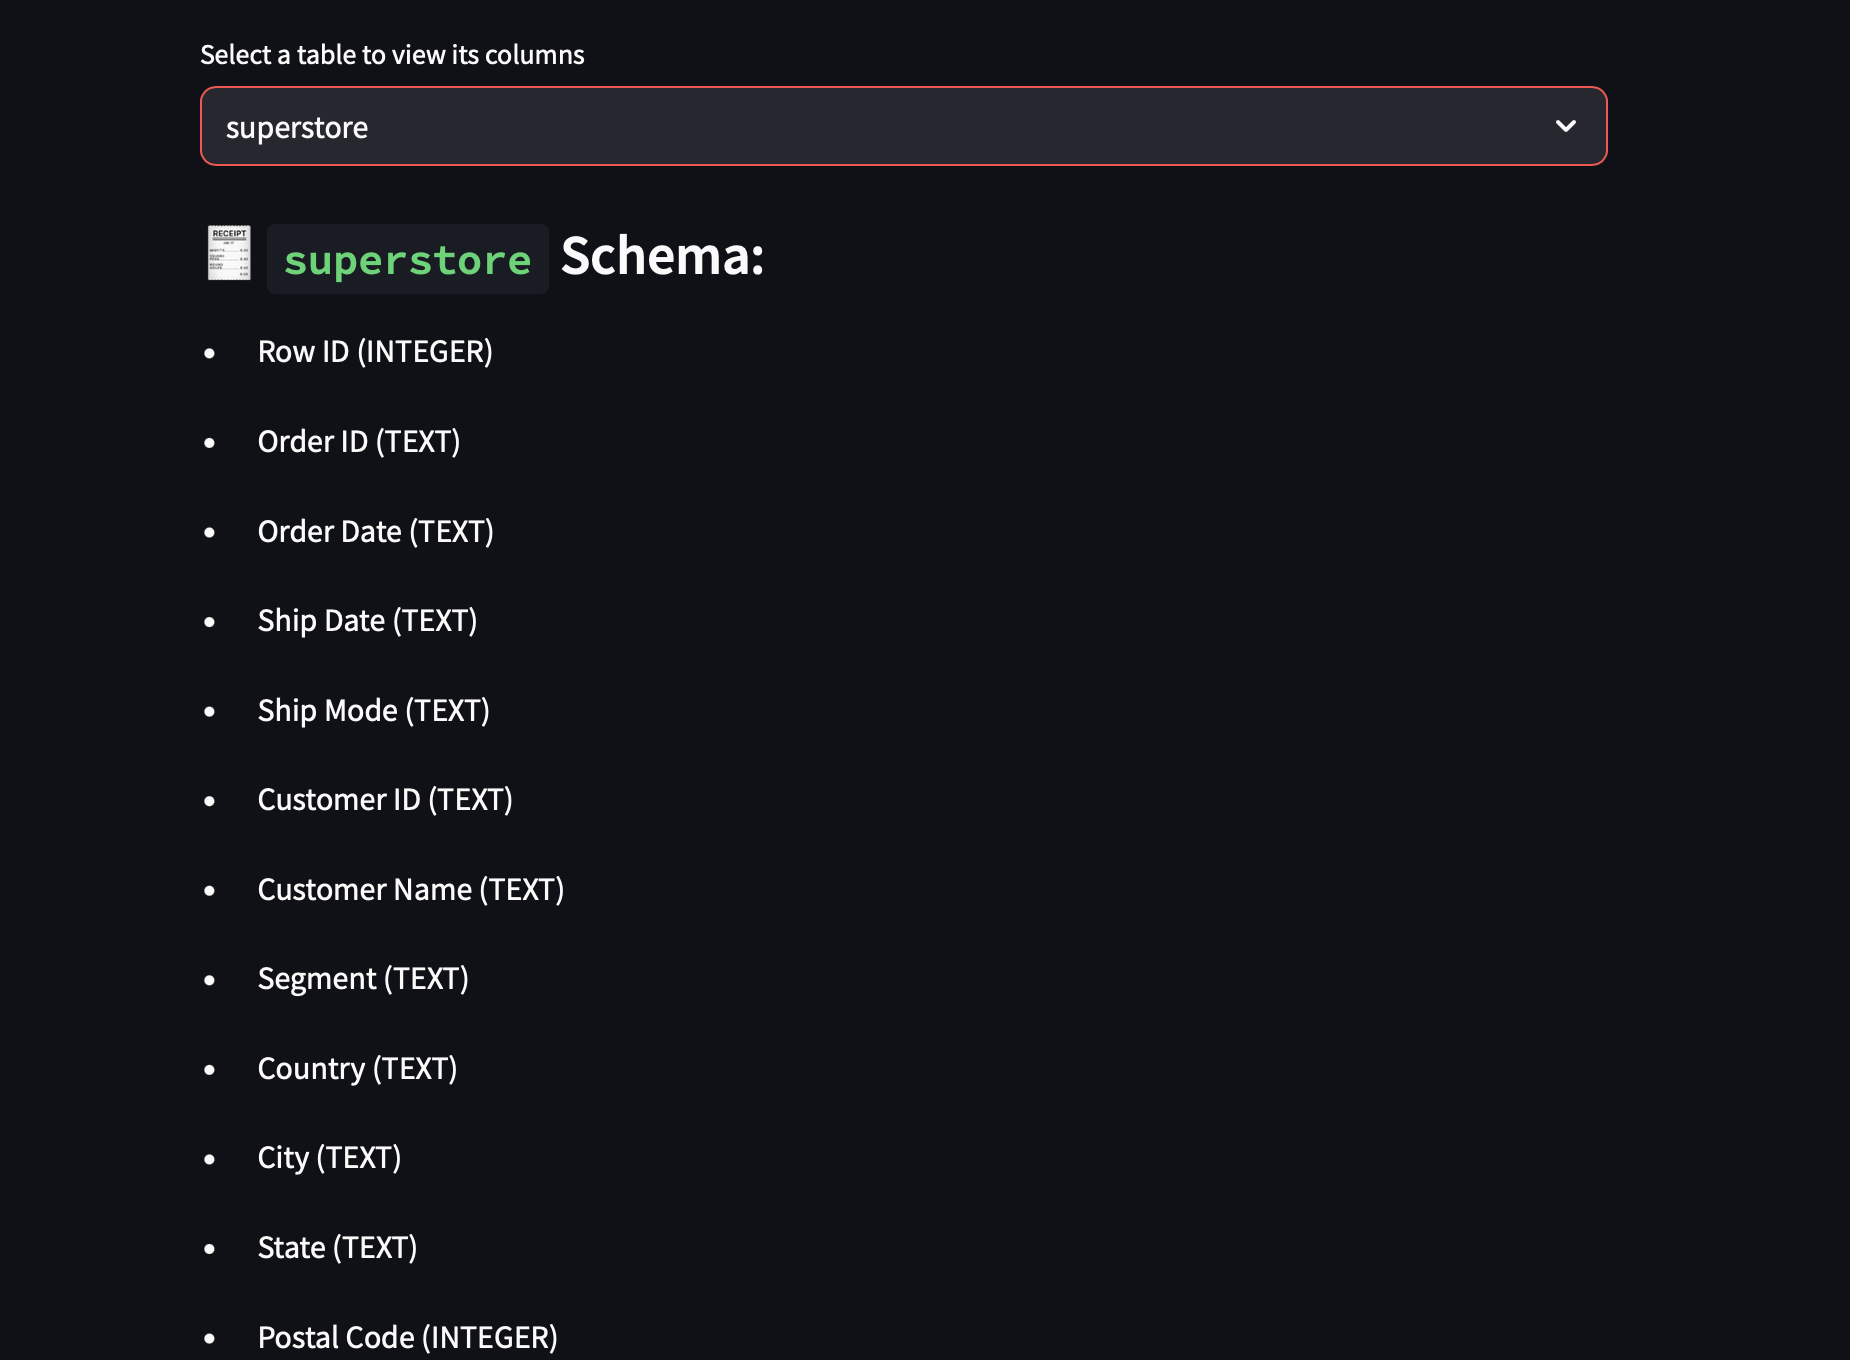 Select a table to view its columns
superstore
RECEIPT
superstore Schema:
• Row ID (INTEGER)
• Order ID (TEXT)
• Order Date (TEXT)
• Ship Date (TEXT)
• Ship Mode (TEXT)
• Customer ID (TEXT)
• Customer Name (TEXT)
• Segment (TEXT)
• Country (TEXT)
• City (TEXT)
• State (TEXT)
• Postal Code (INTEGER)